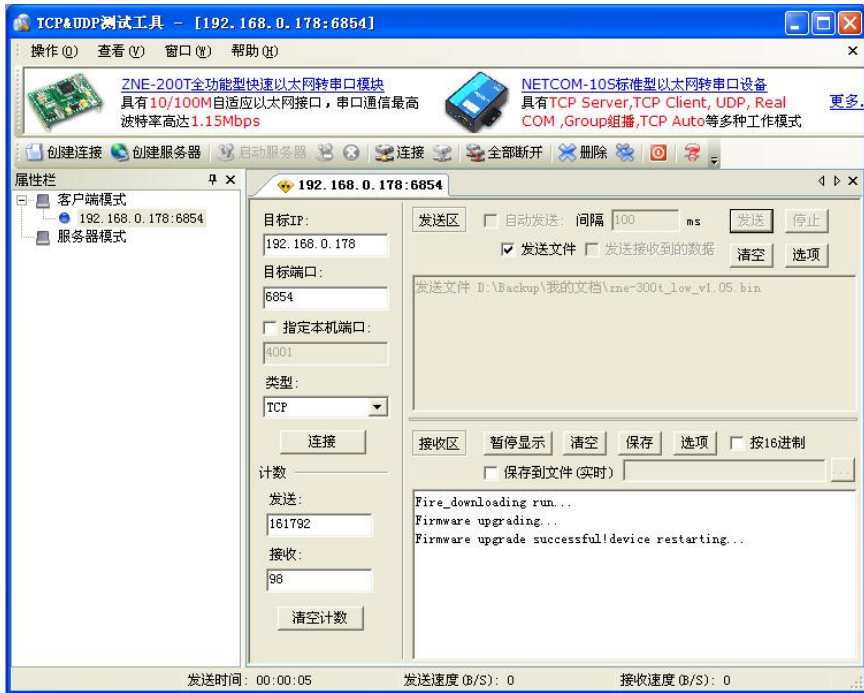 TCP&UDP测试工具 - [192.168.0.178:6854]
操作(O) 查看(V) 窗口(W) 帮助(H)
ZNE-200T全功能型快速以太网转串口模块
具有10/100M自适应以太网接口，串口通信最高
波特率高达1.15Mbps
NETCOM-10S标准型以太网转串口设备
具有TCP Server,TCP Client, UDP, Real
COM ,Group组播,TCP Auto等多种工作模式
更多.
创建连接 创建服务器 启动服务器 连接 全部断开 删除
属性栏
客户端模式
192.168.0.178:6854
服务器模式
192.168.0.178:6854
目标IP:
192.168.0.178
目标端口:
6854
指定本机端口:
4001
类型:
TCP
连接
计数
发送:
161792
接收:
98
清空计数
发送区 自动发送: 间隔 100 ms 发送 停止
发送文件 发送接收到的数据 清空 选项
发送文件 D:\Backup\我的文档\zne-300t_low_v1.05.bin
接收区 暂停显示 清空 保存 选项 按16进制
保存到文件(实时) ...
Fire_downloading run...
Firmware upgrading...
Firmware upgrade successful!device restarting...
发送时间: 00:00:05 发送速度(B/S): 0 接收速度(B/S): 0